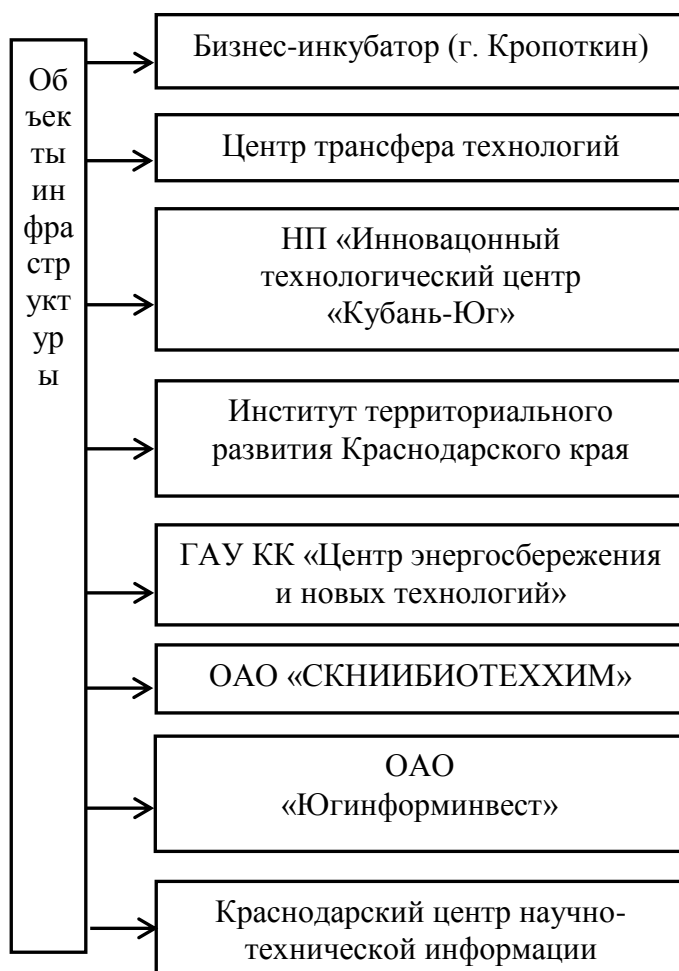 Об
ъек
ты
ин
фра
стр
укт
ур
ы
Бизнес-инкубатор (г. Кропоткин)
Центр трансфера технологий
НП «Инновацонный
технологический центр
«Кубань-Юг»
Институт территориального
развития Краснодарского края
ГАУ КК «Центр энергосбережения
и новых технологий»
ОАО «СКНИИБИОТЕХХИМ»
ОАО
«Югинформинвест»
Краснодарский центр научно-
технической информации